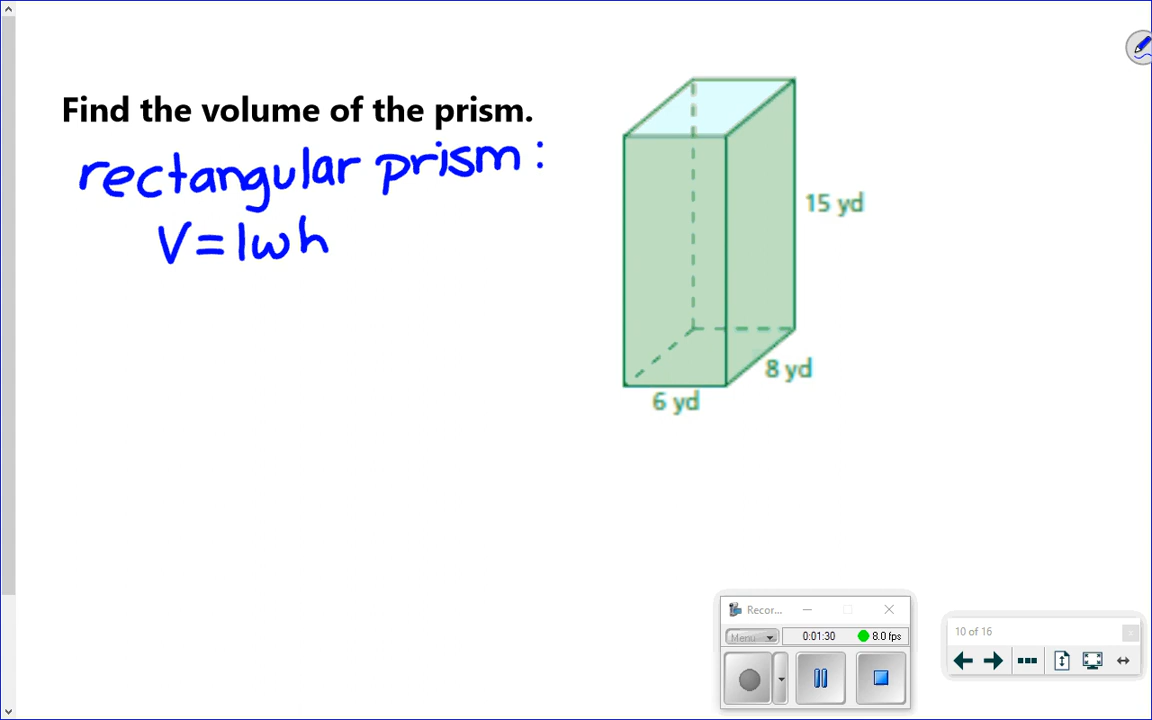 Find the volume of the prism.
rectangular prism:
V=lwh
15 yd
8 yd
6 yd
Recor...
Menu
0:01:30
8.0 fps
10 of 16